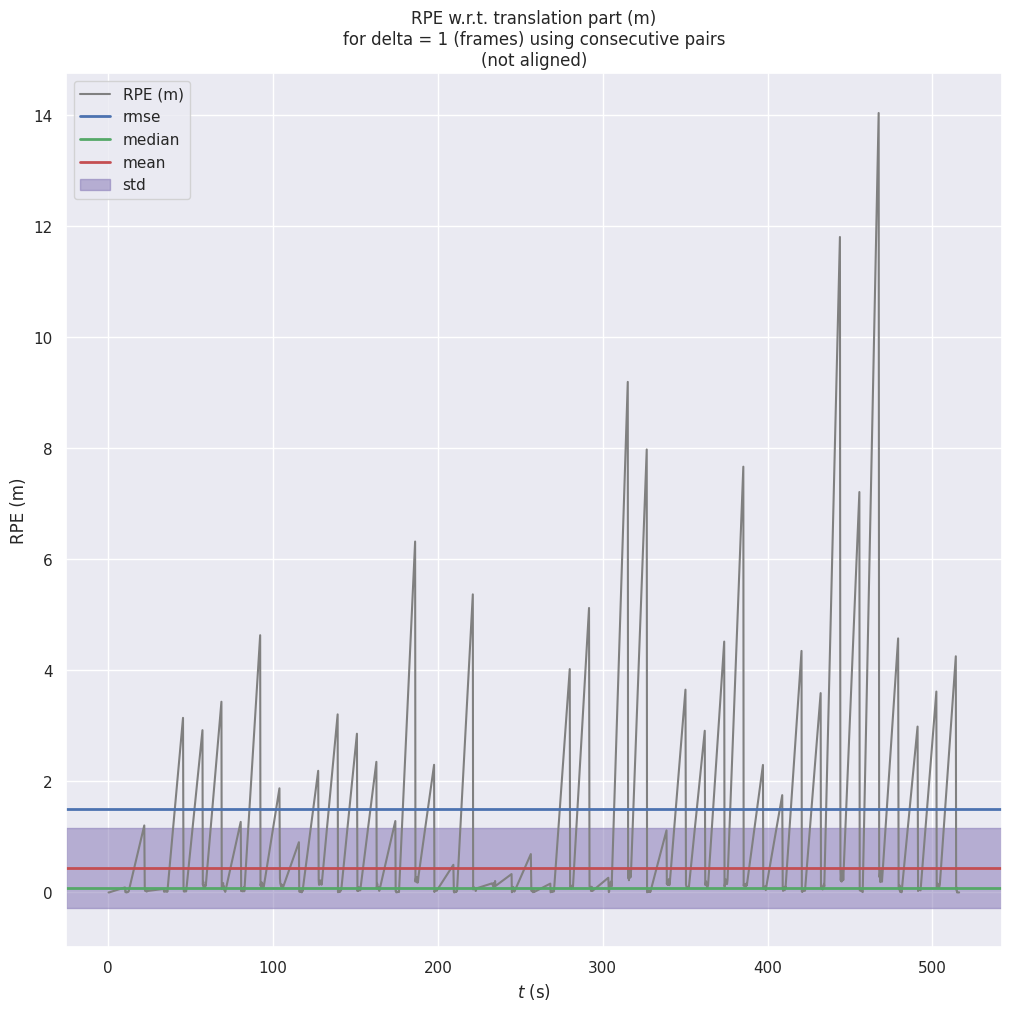 RPE w.r.t. translation part (m)
for delta = 1 (frames) using consecutive pairs
(not aligned)
RPE (m)
rmse
median
mean
std
RPE (m)
14
12
10
8
6
4
2
0
0
100
200
300
400
500
t (s)